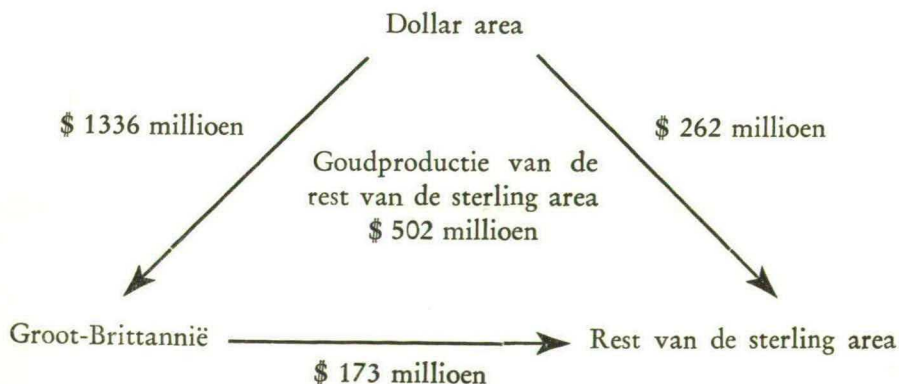 Dollar area
$ 1336 millioen
$ 262 millioen
Goudproductie van de
rest van de sterling area
$ 502 millioen
Groot-Brittannië
Rest van de sterling area
$ 173 millioen